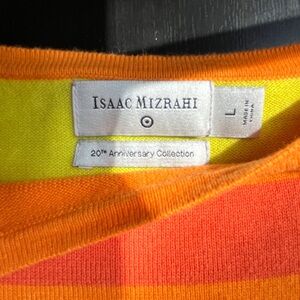 ISAAC MIZRAHI
L
MADE IN
CHINA
20TH Anniversary Collection